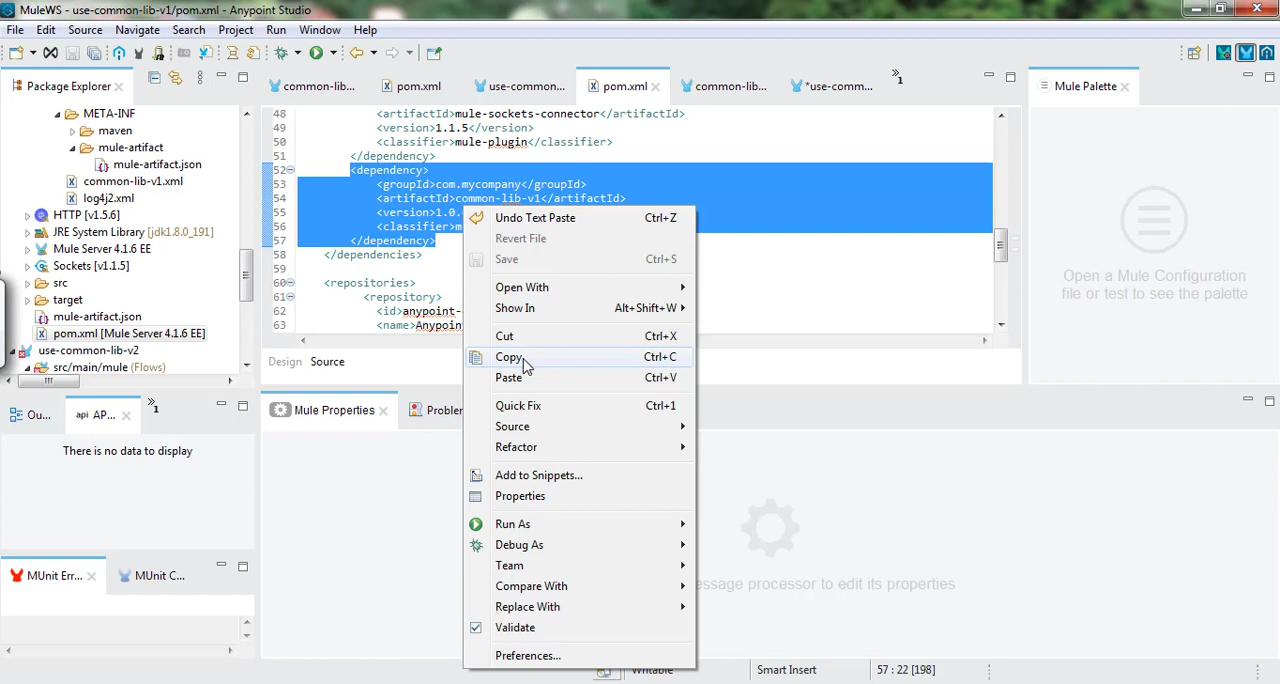 MuleWS - use-common-lib-v1/pom.xml - Anypoint Studio
File Edit Source Navigate Search Project Run Window Help
Package Explorer
common-lib...
pom.xml
use-common...
pom.xml
common-lib...
*use-comm...
1
Mule Palette
META-INF
maven
mule-artifact
mule-artifact.json
common-lib-v1.xml
log4j2.xml
HTTP [v1.5.6]
JRE System Library [jdk1.8.0_191]
Mule Server 4.1.6 EE
Sockets [v1.1.5]
src
target
mule-artifact.json
pom.xml [Mule Server 4.1.6 EE]
use-common-lib-v2
src/main/mule (Flows)
48 <artifactId>mule-sockets-connector</artifactId>
49 <version>1.1.5</version>
50 <classifier>mule-plugin</classifier>
51 </dependency>
52 <dependency>
53 <groupId>com.mycompany</groupId>
54 <artifactId>common-lib-v1</artifactId>
55 <version>1.0.
56 <classifier>m
57 </dependency>
58 </dependencies>
59
60 <repositories>
61 <repository>
62 <id>anypoint-
63 <name>Anypoin
Design Source
Undo Text Paste Ctrl+Z
Revert File
Save Ctrl+S
Open With
Show In Alt+Shift+W
Cut Ctrl+X
Copy Ctrl+C
Paste Ctrl+V
Quick Fix Ctrl+1
Source
Refactor
Add to Snippets...
Properties
Run As
Debug As
Team
Compare With
Replace With
Validate
Preferences...
Open a Mule Configuration
file or test to see the palette
Ou...
api AP...
1
There is no data to display
Mule Properties
Probler
essage processor to edit its properties
MUnit Err...
MUnit C...
Writable
Smart Insert
57 : 22 [198]